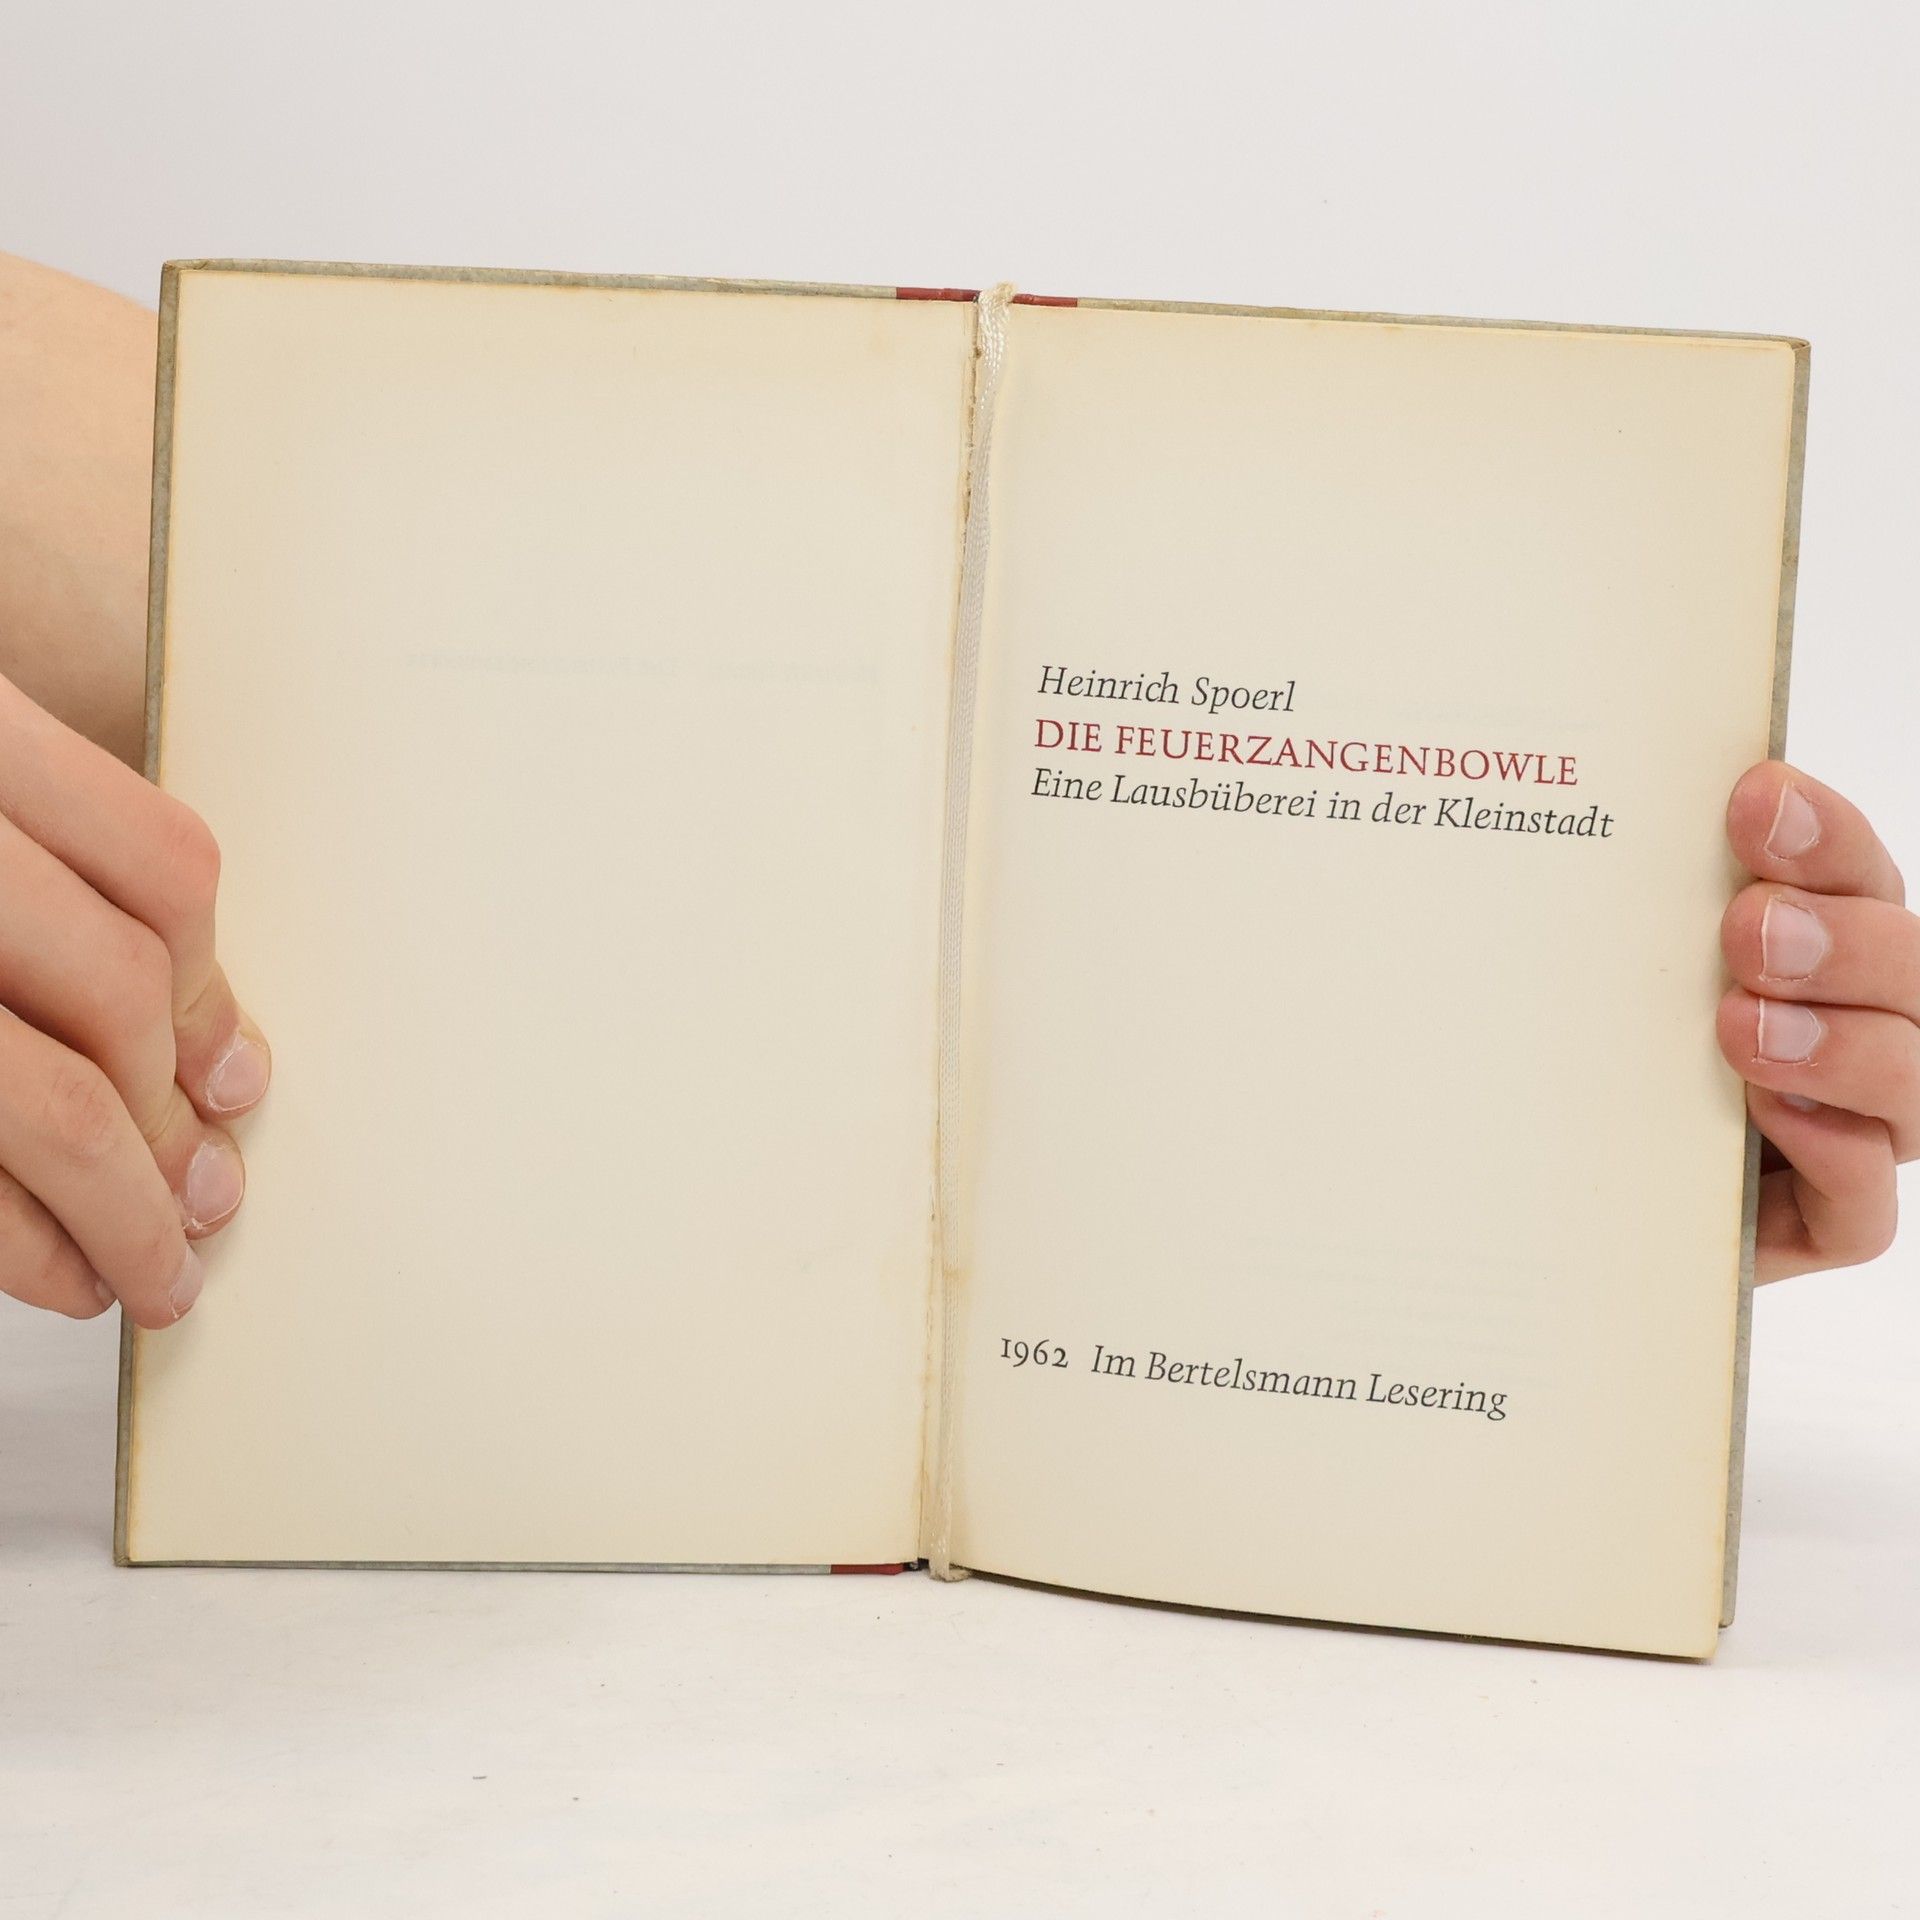 Heinrich Spoerl
DIE FEUERZANGENBOWLE
Eine Lausbüberei in der Kleinstadt
1962 Im Bertelsmann Lesering